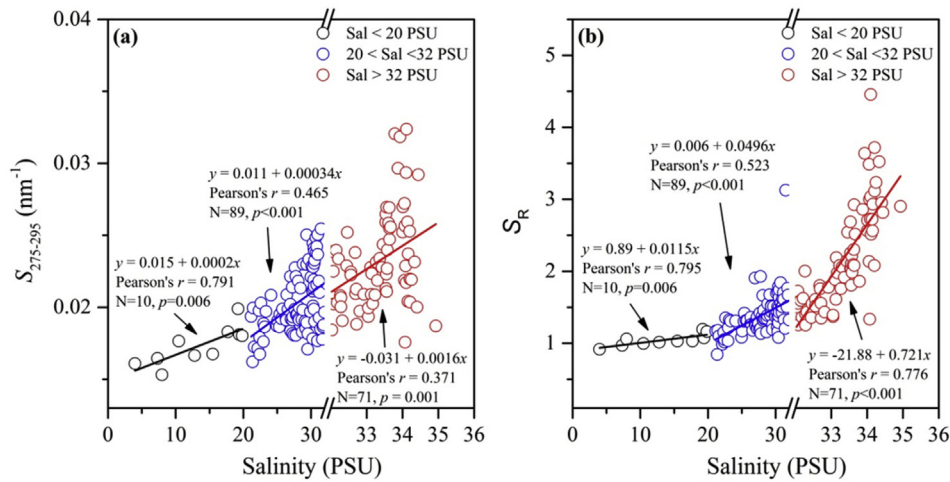 0.04
(a)
Sal < 20 PSU
20 < Sal <32 PSU
Sal > 32 PSU
0.03
y = 0.011 + 0.00034x
Pearson's r = 0.465
N=89, p<0.001
S275-295 (nm-1)
y = 0.015 + 0.0002x
Pearson's r = 0.791
N=10, p=0.006
0.02
y = -0.031 + 0.0016x
Pearson's r = 0.371
N=71, p = 0.001
0 10 20 30 33 34 35 36
Salinity (PSU)
5
(b)
Sal < 20 PSU
20 < Sal <32 PSU
Sal > 32 PSU
4
y = 0.006 + 0.0496x
Pearson's r = 0.523
N=89, p<0.001
3
SR
y = 0.89 + 0.0115x
Pearson's r = 0.795
N=10, p=0.006
2
1
y = -21.88 + 0.721x
Pearson's r = 0.776
N=71, p<0.001
0 10 20 30 33 34 35 36
Salinity (PSU)